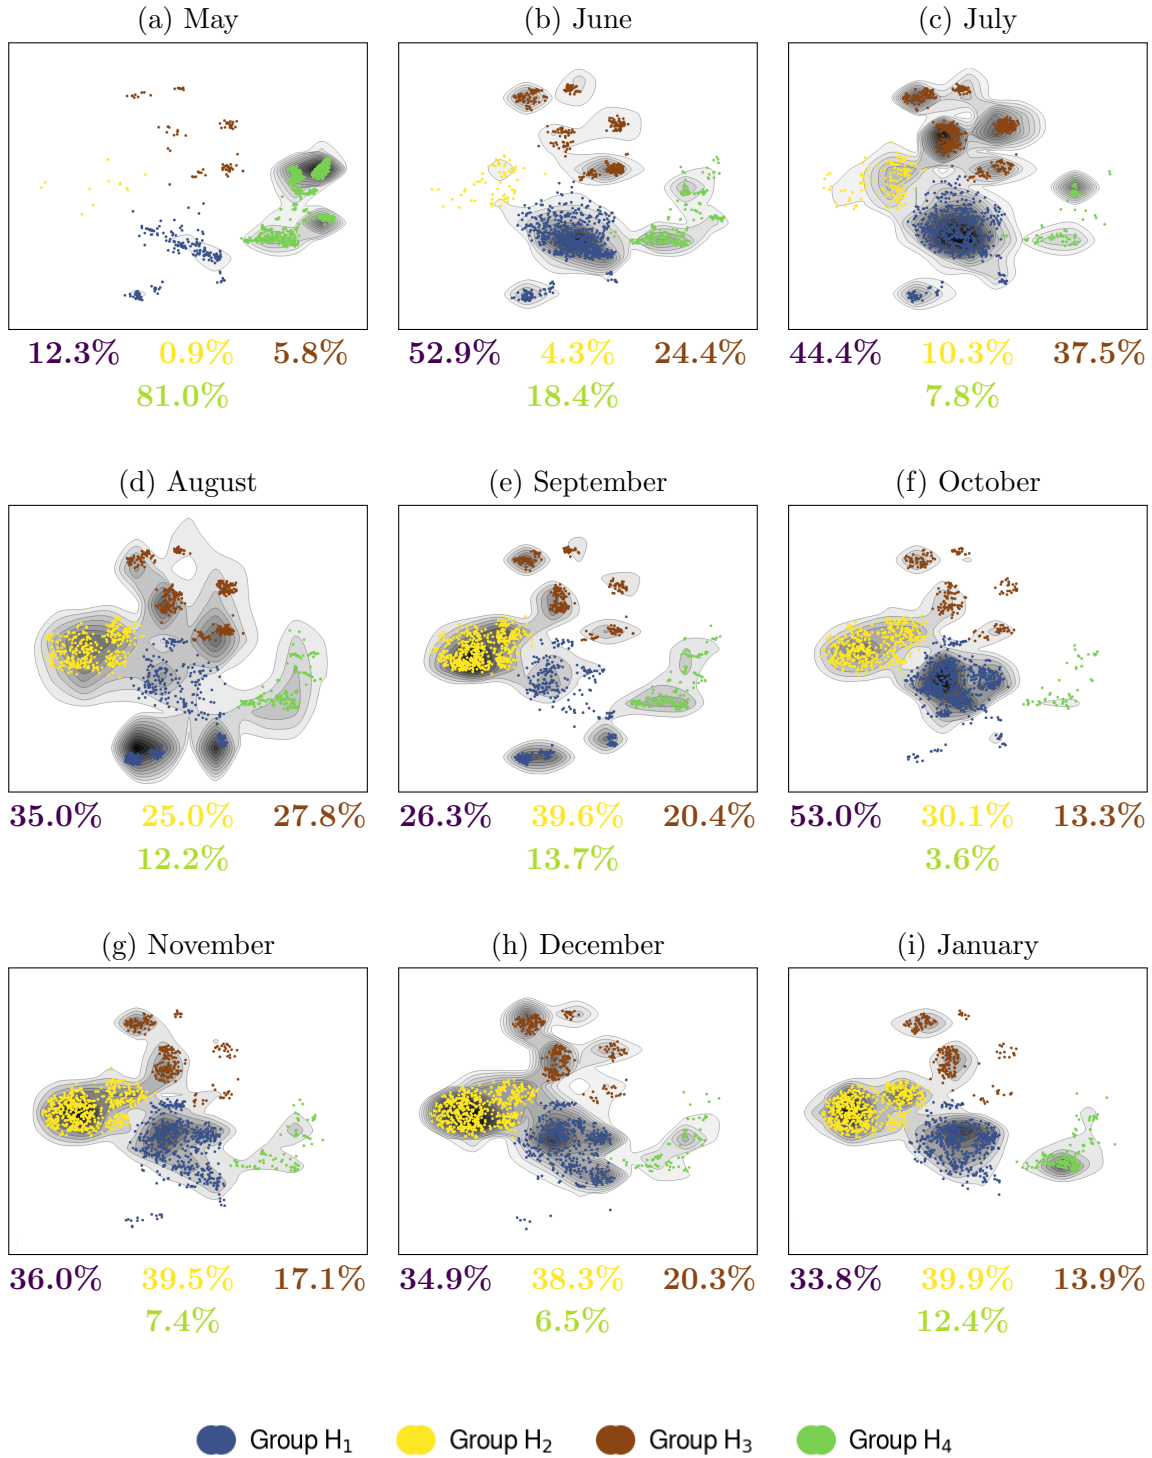 (a) May (b) June (c) July
12.3% 0.9% 5.8% 52.9% 4.3% 24.4% 44.4% 10.3% 37.5%
81.0% 18.4% 7.8%
(d) August (e) September (f) October
35.0% 25.0% 27.8% 26.3% 39.6% 20.4% 53.0% 30.1% 13.3%
12.2% 13.7% 3.6%
(g) November (h) December (i) January
36.0% 39.5% 17.1% 34.9% 38.3% 20.3% 33.8% 39.9% 13.9%
7.4% 6.5% 12.4%
Group H₁ Group H₂ Group H₃ Group H₄